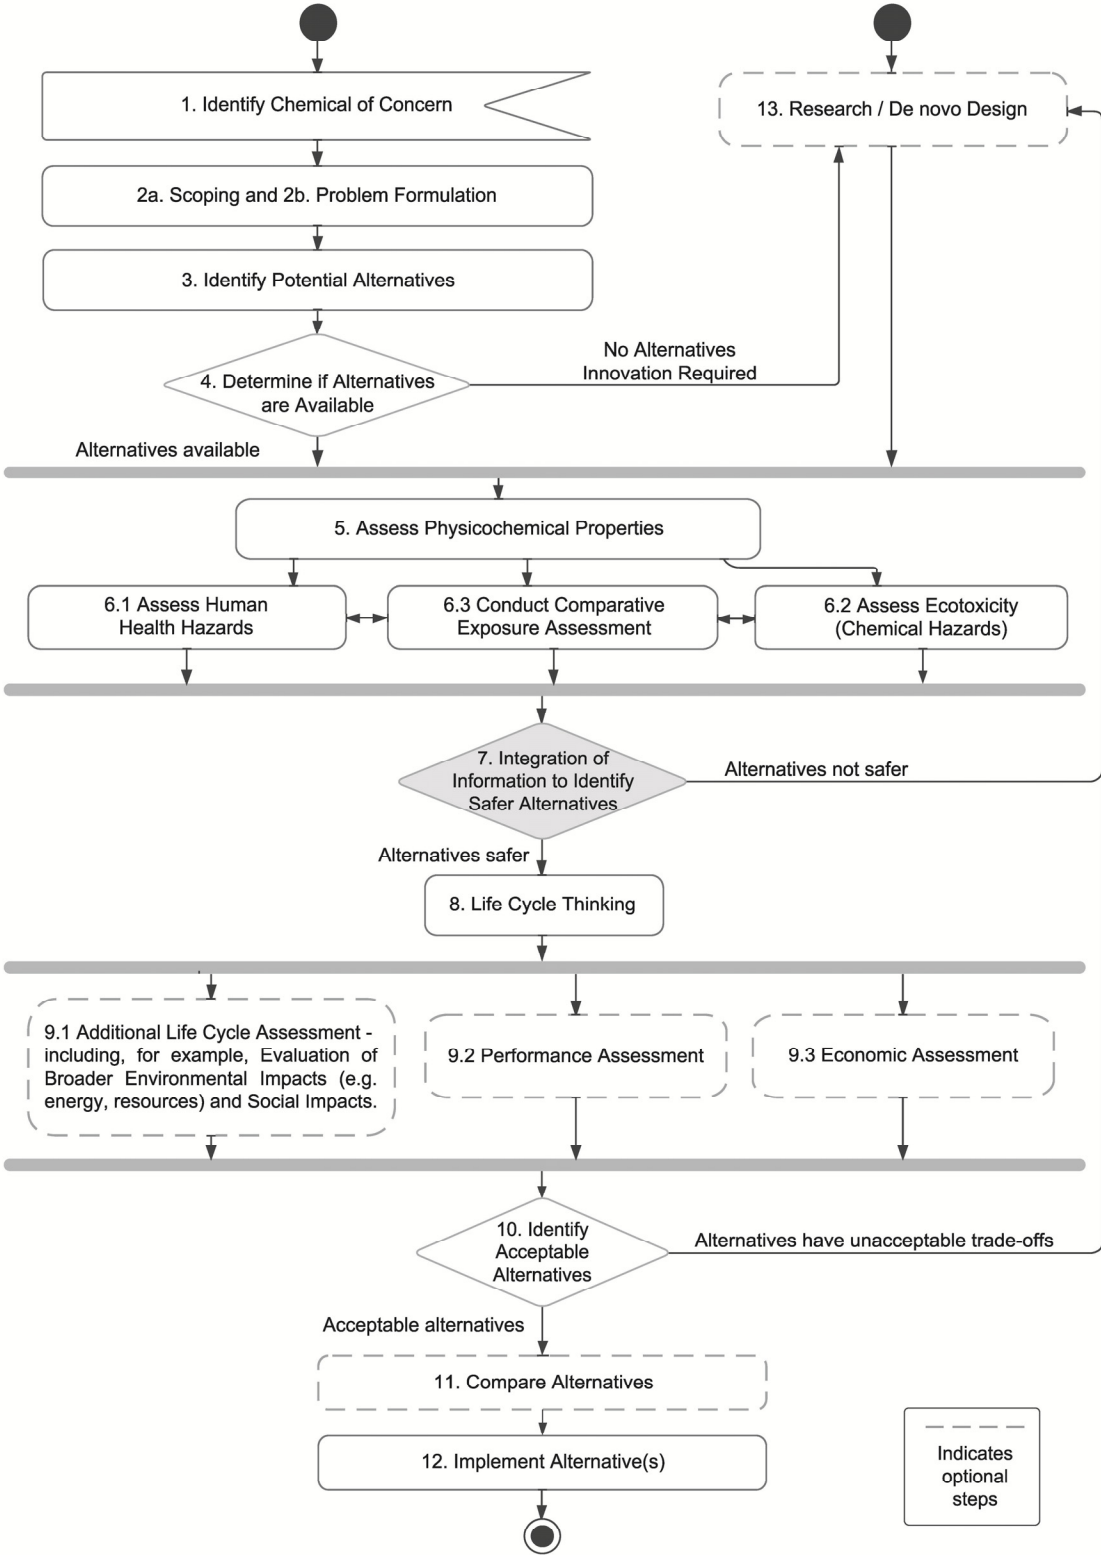 1. Identify Chemical of Concern
13. Research / De novo Design
2a. Scoping and 2b. Problem Formulation
3. Identify Potential Alternatives
No Alternatives
Innovation Required
4. Determine if Alternatives
are Available
Alternatives available
5. Assess Physicochemical Properties
6.1 Assess Human
Health Hazards
6.3 Conduct Comparative
Exposure Assessment
6.2 Assess Ecotoxicity
(Chemical Hazards)
7. Integration of
Information to Identify
Safer Alternatives
Alternatives not safer
Alternatives safer
8. Life Cycle Thinking
9.1 Additional Life Cycle Assessment -
including, for example, Evaluation of
Broader Environmental Impacts (e.g.
energy, resources) and Social Impacts.
9.2 Performance Assessment
9.3 Economic Assessment
10. Identify
Acceptable
Alternatives
Alternatives have unacceptable trade-offs
Acceptable alternatives
11. Compare Alternatives
12. Implement Alternative(s)
Indicates
optional
steps